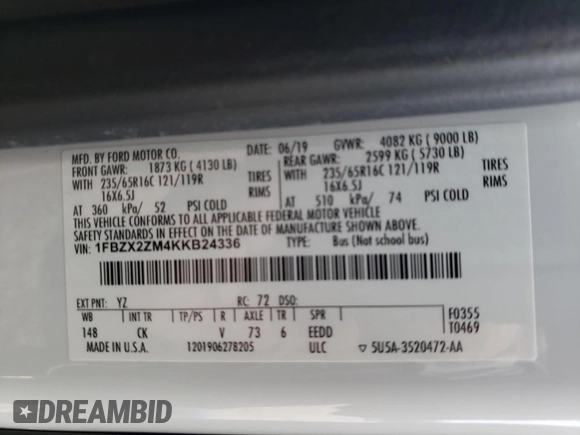 MFD. BY FORD MOTOR CO.
DATE: 06/19 GVWR: 4082 KG ( 9000 LB)
FRONT GAWR: 1873 KG ( 4130 LB)
REAR GAWR: 2599 KG ( 5730 LB)
WITH 235/65R16C 121/119R TIRES
WITH 235/65R16C 121/119R TIRES
16X6.5J RIMS
16X6.5J RIMS
AT 360 kPa/ 52 PSI COLD
AT 510 kPa/ 74 PSI COLD
THIS VEHICLE CONFORMS TO ALL APPLICABLE FEDERAL MOTOR VEHICLE
SAFETY AND BUMPER STANDARDS IN EFFECT ON THE DATE OF MANUFACTURE SHOWN ABOVE.
VIN: 1FBZX2ZM4KKB24336 TYPE: Bus (Not school bus)
EXT PNT: YZ RC: 72 DSO:
WB INT TR TP/PS R AXLE TR SPR
148 CK V 73 6 EEDD
F0355
T0469
MADE IN U.S.A. 1201906278205 ULC ▽ 5U5A-3520472-AA
DREAMBID
.COM